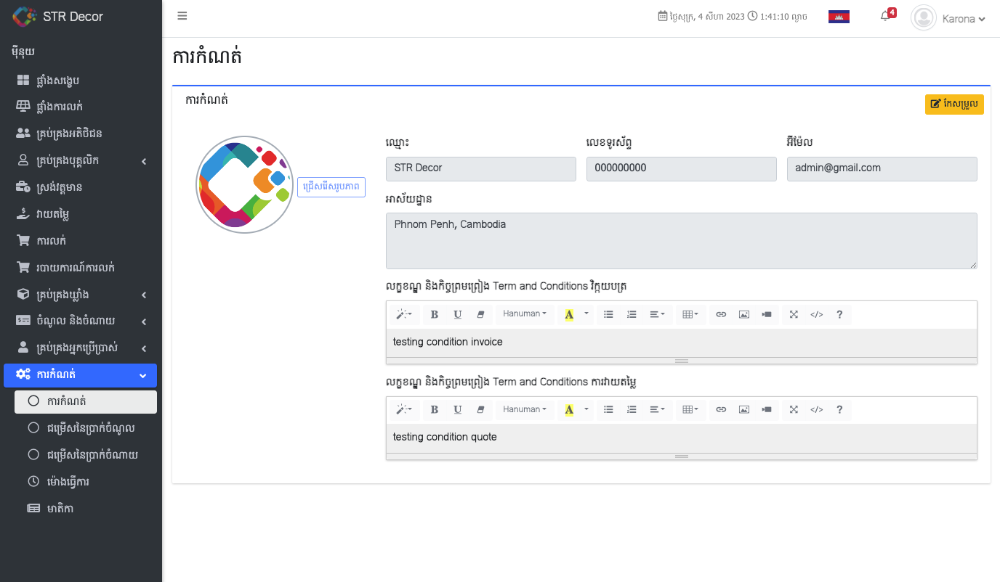 STR Decor
ថ្ងៃសុក្រ, 4 សីហា 2023 1:41:10 ល្ងាច
4
Karona
ម៉ឺនុយ
ផ្ទាំងសង្ខេប
ផ្ទាំងការលក់
គ្រប់គ្រងអតិថិជន
គ្រប់គ្រងបុគ្គលិក
ស្រង់វត្តមាន
វាយតម្លៃ
ការលក់
របាយការណ៍ការលក់
គ្រប់គ្រងឃ្លាំង
ចំណូល និងចំណាយ
គ្រប់គ្រងអ្នកប្រើប្រាស់
ការកំណត់
ការកំណត់
ជម្រើសនៃប្រាក់ចំណូល
ជម្រើសនៃប្រាក់ចំណាយ
ម៉ោងធ្វើការ
មាតិកា
ការកំណត់
ការកំណត់
កែសម្រួល
ជ្រើសរើសរូបភាព
ឈ្មោះ
លេខទូរស័ព្ទ
អ៊ីម៉ែល
STR Decor
000000000
admin@gmail.com
អាស័យដ្ឋាន
Phnom Penh, Cambodia
លក្ខខណ្ឌ និងកិច្ចព្រមព្រៀង Term and Conditions វិក្កយបត្រ
B U Hanuman A </> ?
testing condition invoice
លក្ខខណ្ឌ និងកិច្ចព្រមព្រៀង Term and Conditions ការវាយតម្លៃ
B U Hanuman A </> ?
testing condition quote